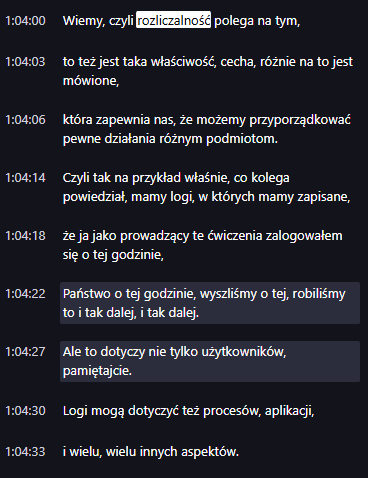 1:04:00 Wiemy, czyli rozliczalność polega na tym,
1:04:03 to też jest taka właściwość, cecha, różnie na to jest
mówione,
1:04:06 która zapewnia nas, że możemy przyporządkować
pewne działania różnym podmiotom.
1:04:14 Czyli tak na przykład właśnie, co kolega
powiedział, mamy logi, w których mamy zapisane,
1:04:18 że ja jako prowadzący te ćwiczenia zalogowałem
się o tej godzinie,
1:04:22 Państwo o tej godzinie, wyszliśmy o tej, robiliśmy
to i tak dalej, i tak dalej.
1:04:27 Ale to dotyczy nie tylko użytkowników,
pamiętajcie.
1:04:30 Logi mogą dotyczyć też procesów, aplikacji,
1:04:33 i wielu, wielu innych aspektów.